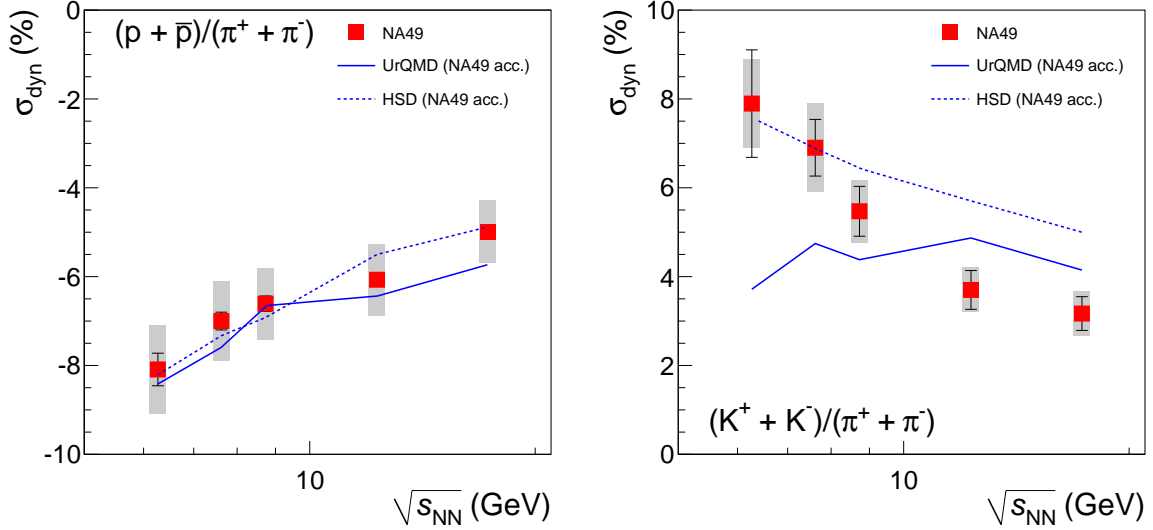 σdyn (%)
(p + p̅)/(π⁺ + π⁻)
NA49
UrQMD (NA49 acc.)
HSD (NA49 acc.)
0
-2
-4
-6
-8
-10
10
√sNN (GeV)
σdyn (%)
NA49
UrQMD (NA49 acc.)
HSD (NA49 acc.)
10
8
6
4
2
0
(K⁺ + K⁻)/(π⁺ + π⁻)
10
√sNN (GeV)